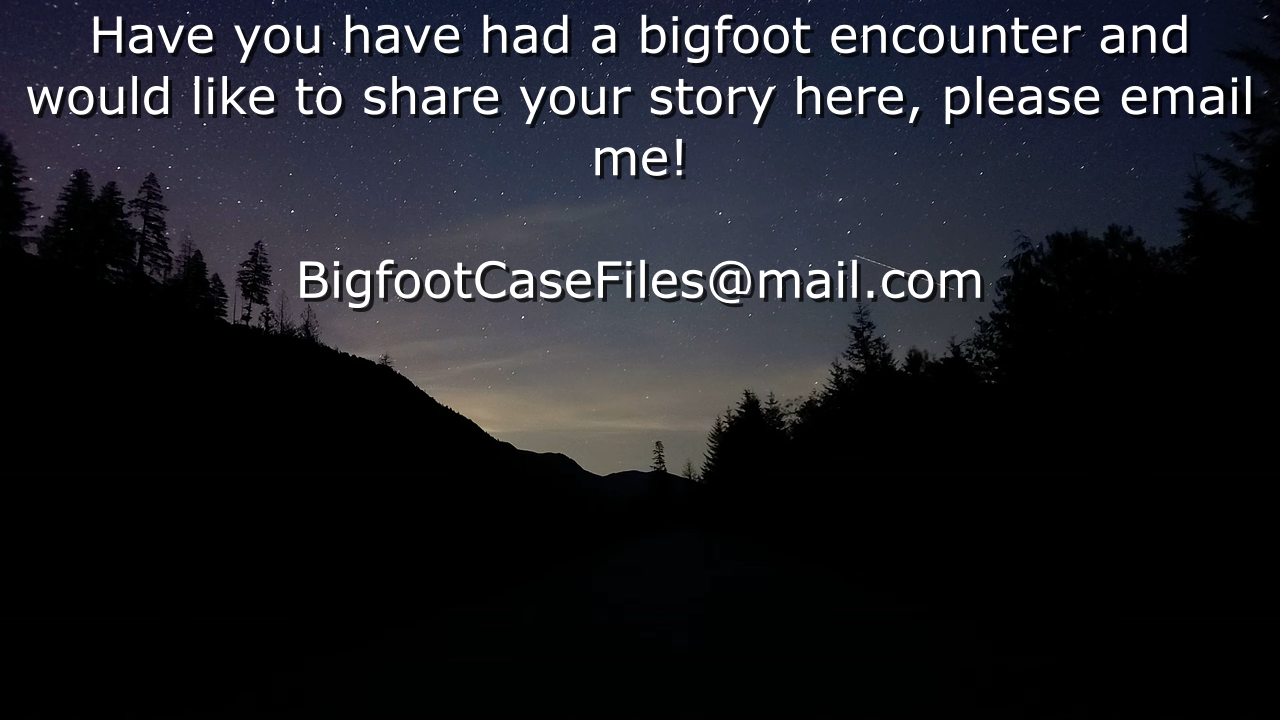 Have you have had a bigfoot encounter and
would like to share your story here, please email
me!
BigfootCaseFiles@mail.com